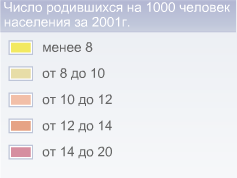 Число родившихся на 1000 человек
населения за 2001г.
менее 8
от 8 до 10
от 10 до 12
от 12 до 14
от 14 до 20